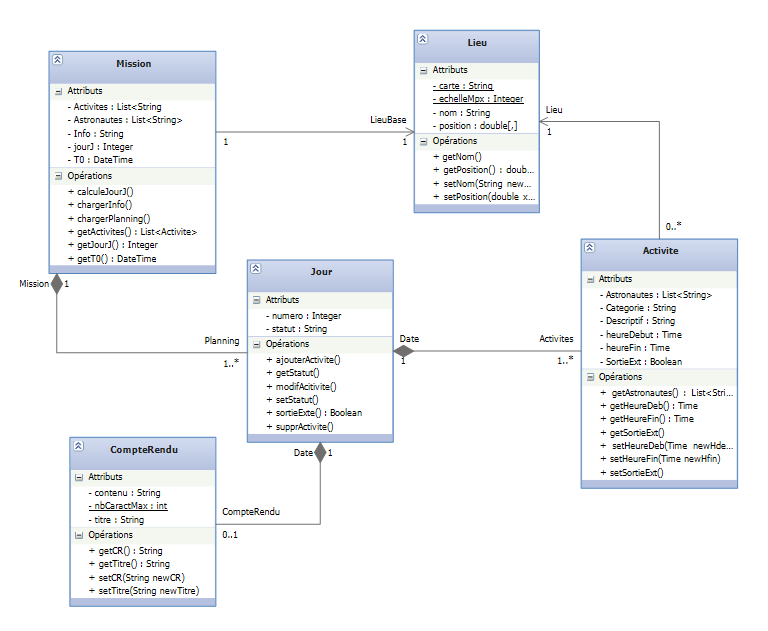 Mission
Attributs
- Activites : List<String
- Astronautes : List<String>
- Info : String
- jourJ : Integer
- T0 : DateTime
Opérations
+ calculeJourJ()
+ chargerInfo()
+ chargerPlanning()
+ getActivites() : List<Activite>
+ getJourJ() : Integer
+ getT0() : DateTime
Lieu
Attributs
- carte : String
- echelleMpx : Integer
- nom : String
- position : double[,]
Opérations
+ getNom()
+ getPosition() : doub...
+ setNom(String new...
+ setPosition(double x...
LieuBase
1
1
Lieu
1
0..*
Activite
Attributs
- Astronautes : List<String>
- Categorie : String
- Descriptif : String
- heureDebut : Time
- heureFin : Time
- SortieExt : Boolean
Opérations
+ getAstronautes() : List<Stri...
+ getHeureDeb() : Time
+ getHeureFin() : Time
+ getSortieExt()
+ setHeureDeb(Time newHde...
+ setHeureFin(Time newHfin)
+ setSortieExt()
Mission
1
Planning
1..*
Jour
Attributs
- numero : Integer
- statut : String
Opérations
+ ajouterActivite()
+ getStatut()
+ modifAcitivite()
+ setStatut()
+ sortieExte() : Boolean
+ supprActivite()
Date
1
Activites
1..*
Date
1
CompteRendu
0..1
CompteRendu
Attributs
- contenu : String
- nbCaractMax : int
- titre : String
Opérations
+ getCR() : String
+ getTitre() : String
+ setCR(String newCR)
+ setTitre(String newTitre)